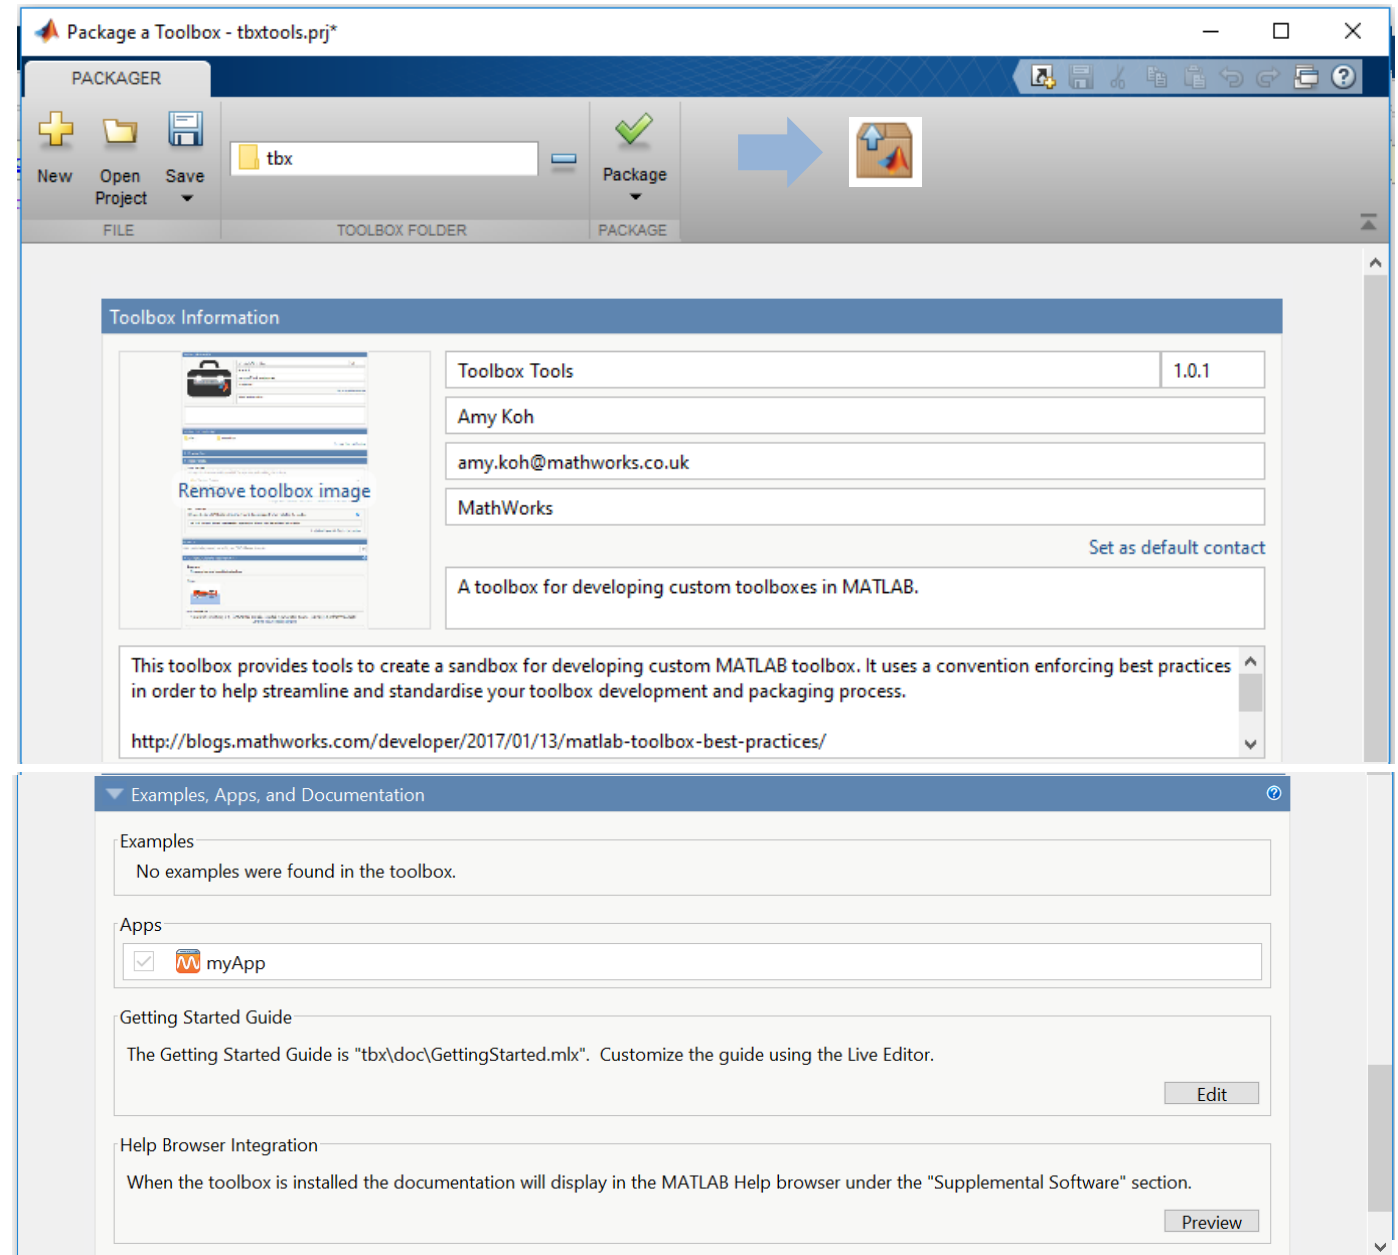 Package a Toolbox - tbxtools.prj*
PACKAGER
New
Open
Project
Save
tbx
Package
FILE
TOOLBOX FOLDER
PACKAGE
Toolbox Information
Remove toolbox image
Toolbox Tools
1.0.1
Amy Koh
amy.koh@mathworks.co.uk
MathWorks
Set as default contact
A toolbox for developing custom toolboxes in MATLAB.
This toolbox provides tools to create a sandbox for developing custom MATLAB toolbox. It uses a convention enforcing best practices
in order to help streamline and standardise your toolbox development and packaging process.
http://blogs.mathworks.com/developer/2017/01/13/matlab-toolbox-best-practices/
Examples, Apps, and Documentation
Examples
No examples were found in the toolbox.
Apps
myApp
Getting Started Guide
The Getting Started Guide is "tbx\doc\GettingStarted.mlx".  Customize the guide using the Live Editor.
Edit
Help Browser Integration
When the toolbox is installed the documentation will display in the MATLAB Help browser under the "Supplemental Software" section.
Preview